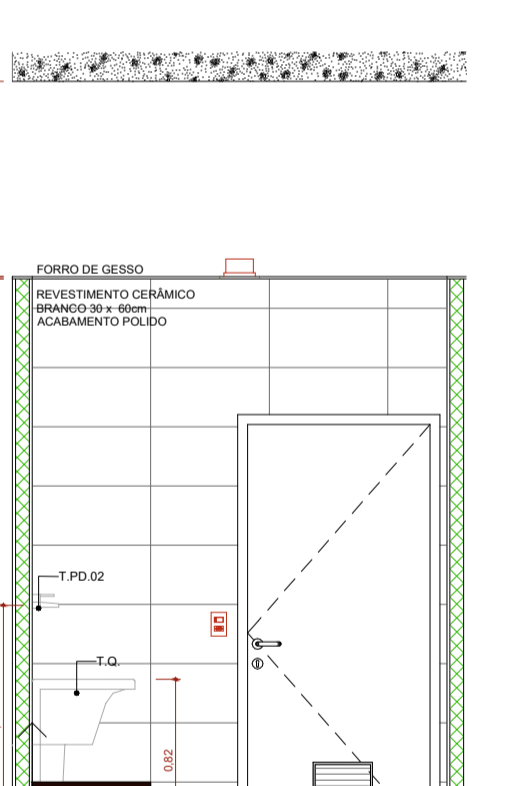 FORRO DE GESSO
REVESTIMENTO CERÂMICO
BRANCO 30 x 60cm
ACABAMENTO POLIDO
T.PD.02
T.Q.
0,82